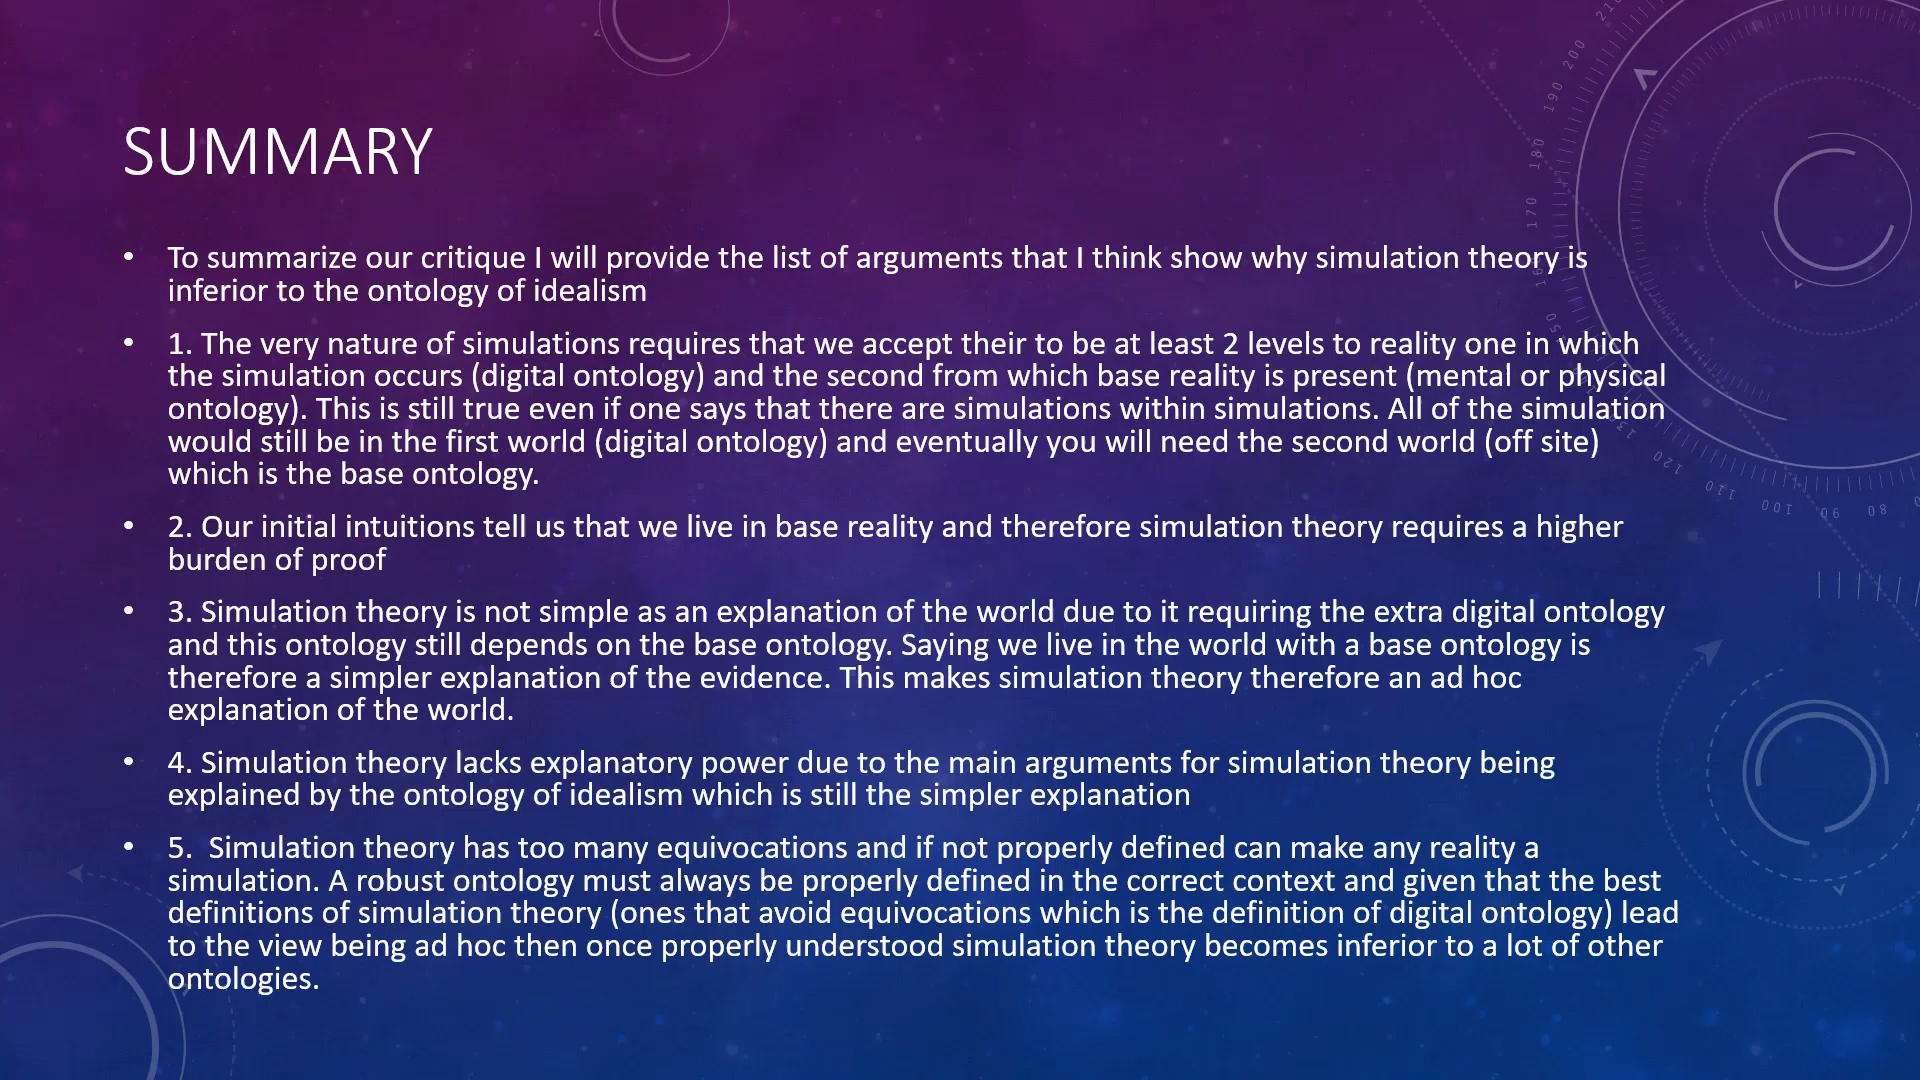 SUMMARY
• To summarize our critique I will provide the list of arguments that I think show why simulation theory is
inferior to the ontology of idealism
• 1. The very nature of simulations requires that we accept their to be at least 2 levels to reality one in which
the simulation occurs (digital ontology) and the second from which base reality is present (mental or physical
ontology). This is still true even if one says that there are simulations within simulations. All of the simulation
would still be in the first world (digital ontology) and eventually you will need the second world (off site)
which is the base ontology.
• 2. Our initial intuitions tell us that we live in base reality and therefore simulation theory requires a higher
burden of proof
• 3. Simulation theory is not simple as an explanation of the world due to it requiring the extra digital ontology
and this ontology still depends on the base ontology. Saying we live in the world with a base ontology is
therefore a simpler explanation of the evidence. This makes simulation theory therefore an ad hoc
explanation of the world.
• 4. Simulation theory lacks explanatory power due to the main arguments for simulation theory being
explained by the ontology of idealism which is still the simpler explanation
• 5.  Simulation theory has too many equivocations and if not properly defined can make any reality a
simulation. A robust ontology must always be properly defined in the correct context and given that the best
definitions of simulation theory (ones that avoid equivocations which is the definition of digital ontology) lead
to the view being ad hoc then once properly understood simulation theory becomes inferior to a lot of other
ontologies.
200
190
180
170
150
120
110
100
90
80